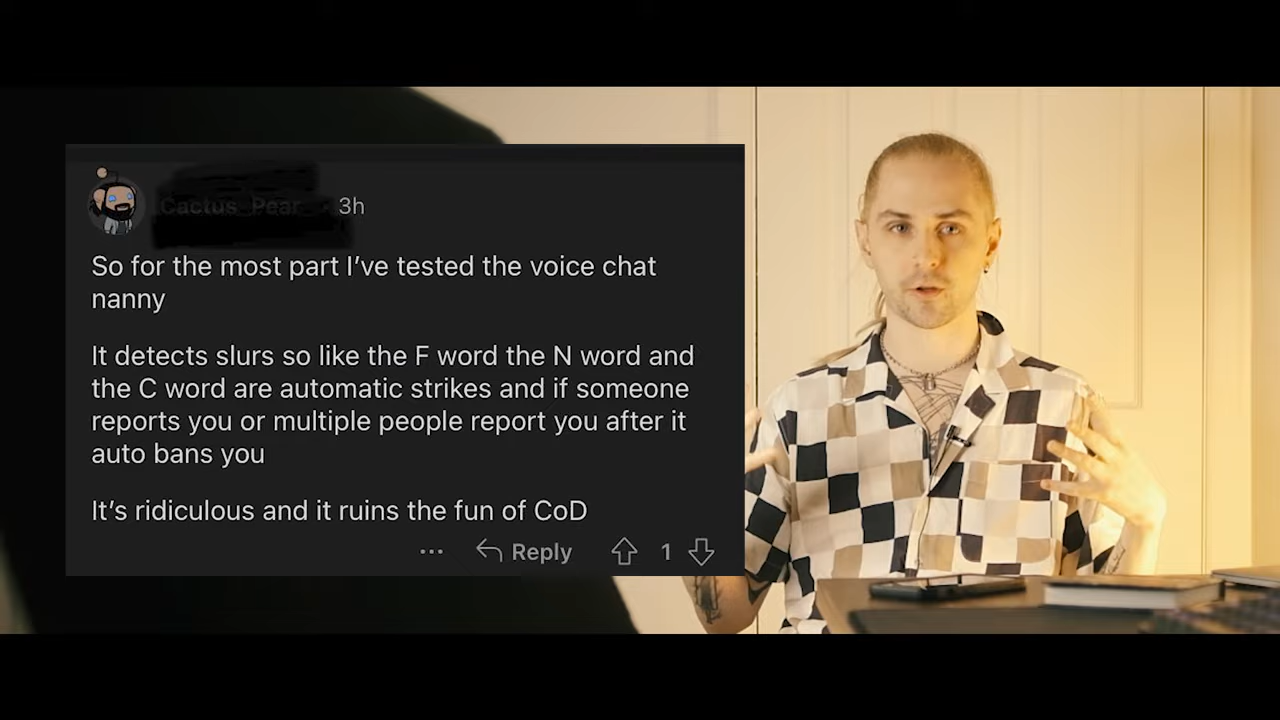 Cactus Pear · 3h
So for the most part I've tested the voice chat
nanny
It detects slurs so like the F word the N word and
the C word are automatic strikes and if someone
reports you or multiple people report you after it
auto bans you
It's ridiculous and it ruins the fun of CoD
··· Reply 1